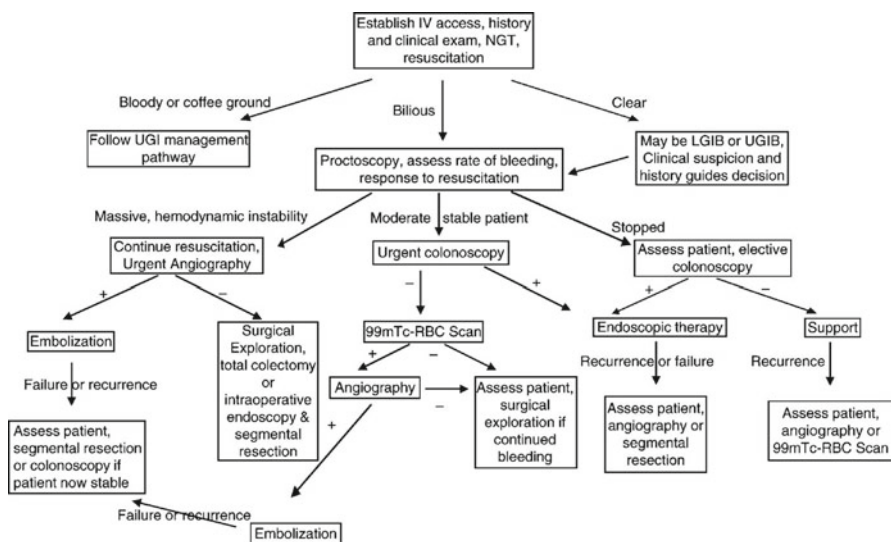 Establish IV access, history
and clinical exam, NGT,
resuscitation
Bloody or coffee ground
Bilious
Clear
Follow UGI management
pathway
Proctoscopy, assess rate of bleeding,
response to resuscitation
May be LGIB or UGIB,
Clinical suspicion and
history guides decision
Massive, hemodynamic instability
Moderate stable patient
Stopped
Continue resuscitation,
Urgent Angiography
Urgent colonoscopy
Assess patient, elective
colonoscopy
+
–
–
+
+
–
Embolization
Surgical
Exploration,
total colectomy
or
intraoperative
endoscopy &
segmental
resection
99mTc-RBC Scan
Endoscopic therapy
Support
Failure or recurrence
+
–
Recurrence or failure
Recurrence
Angiography
–
Assess patient,
surgical
exploration if
continued
bleeding
Assess patient,
segmental resection
or colonoscopy if
patient now stable
+
Assess patient,
angiography or
segmental
resection
Assess patient,
angiography or
99mTc-RBC Scan
Failure or recurrence
Embolization